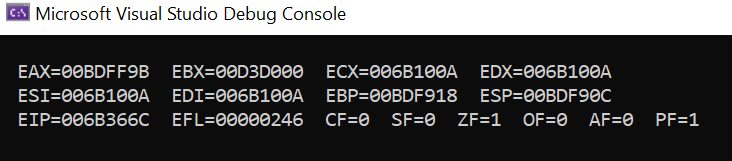 Microsoft Visual Studio Debug Console
EAX=00BDFF9B EBX=00D3D000 ECX=006B100A EDX=006B100A
ESI=006B100A EDI=006B100A EBP=00BDF918 ESP=00BDF90C
EIP=006B366C EFL=00000246 CF=0 SF=0 ZF=1 OF=0 AF=0 PF=1